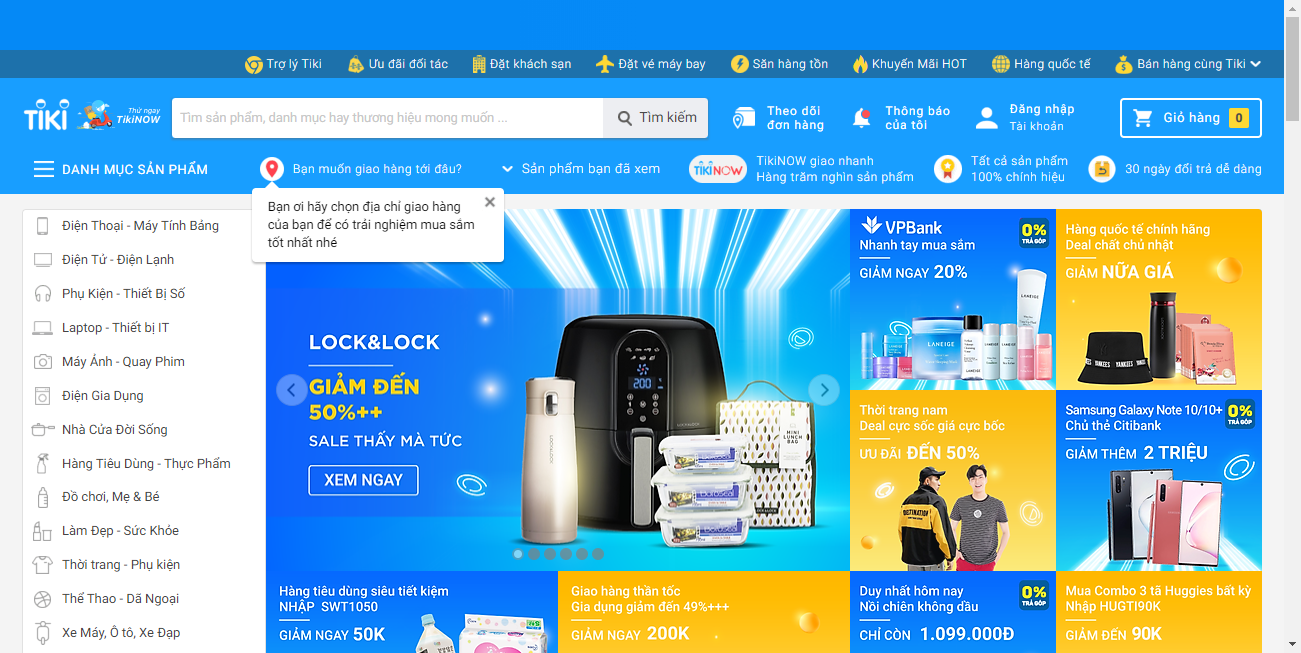 Trợ lý Tiki
Ưu đãi đối tác
Đặt khách sạn
Đặt vé máy bay
Săn hàng tồn
Khuyến Mãi HOT
Hàng quốc tế
Bán hàng cùng Tiki
TIKI
Thử ngay
TikiNOW
Tìm sản phẩm, danh mục hay thương hiệu mong muốn ...
Tìm kiếm
Theo dõi
đơn hàng
Thông báo
của tôi
Đăng nhập
Tài khoản
Giỏ hàng 0
DANH MỤC SẢN PHẨM
Bạn muốn giao hàng tới đâu?
Sản phẩm bạn đã xem
TIKINOW
TikiNOW giao nhanh
Hàng trăm nghìn sản phẩm
Tất cả sản phẩm
100% chính hiệu
30 ngày đổi trả dễ dàng
Bạn ơi hãy chọn địa chỉ giao hàng
của bạn để có trải nghiệm mua sắm
tốt nhất nhé
Điện Thoại - Máy Tính Bảng
Điện Tử - Điện Lạnh
Phụ Kiện - Thiết Bị Số
Laptop - Thiết bị IT
Máy Ảnh - Quay Phim
Điện Gia Dụng
Nhà Cửa Đời Sống
Hàng Tiêu Dùng - Thực Phẩm
Đồ chơi, Mẹ & Bé
Làm Đẹp - Sức Khỏe
Thời trang - Phụ kiện
Thể Thao - Dã Ngoại
Xe Máy, Ô tô, Xe Đạp
LOCK&LOCK
GIẢM ĐẾN
50%++
SALE THẤY MÀ TỨC
XEM NGAY
200
LOCK&LOCK
MINI
LUNCH
BAG
VPBank
Nhanh tay mua sắm
GIẢM NGAY 20%
0%
TRẢ GÓP
LANEIGE
LANEIGE
Hàng quốc tế chính hãng
Deal chất chủ nhật
GIẢM NỬA GIÁ
YANKEES YANKEES
Thời trang nam
Deal cực sốc giá cực bốc
ƯU ĐÃI ĐẾN 50%
Samsung Galaxy Note 10/10+
Chủ thẻ Citibank
GIẢM THÊM 2 TRIỆU
0%
TRẢ GÓP
Hàng tiêu dùng siêu tiết kiệm
NHẬP SWT1050
GIẢM NGAY 50K
Giao hàng thần tốc
Gia dụng giảm đến 49%+++
GIẢM NGAY 200K
Duy nhất hôm nay
Nồi chiên không dầu
CHỈ CÒN 1.099.000Đ
0%
TRẢ GÓP
Mua Combo 3 tã Huggies bất kỳ
Nhập HUGTI90K
GIẢM ĐẾN 90K